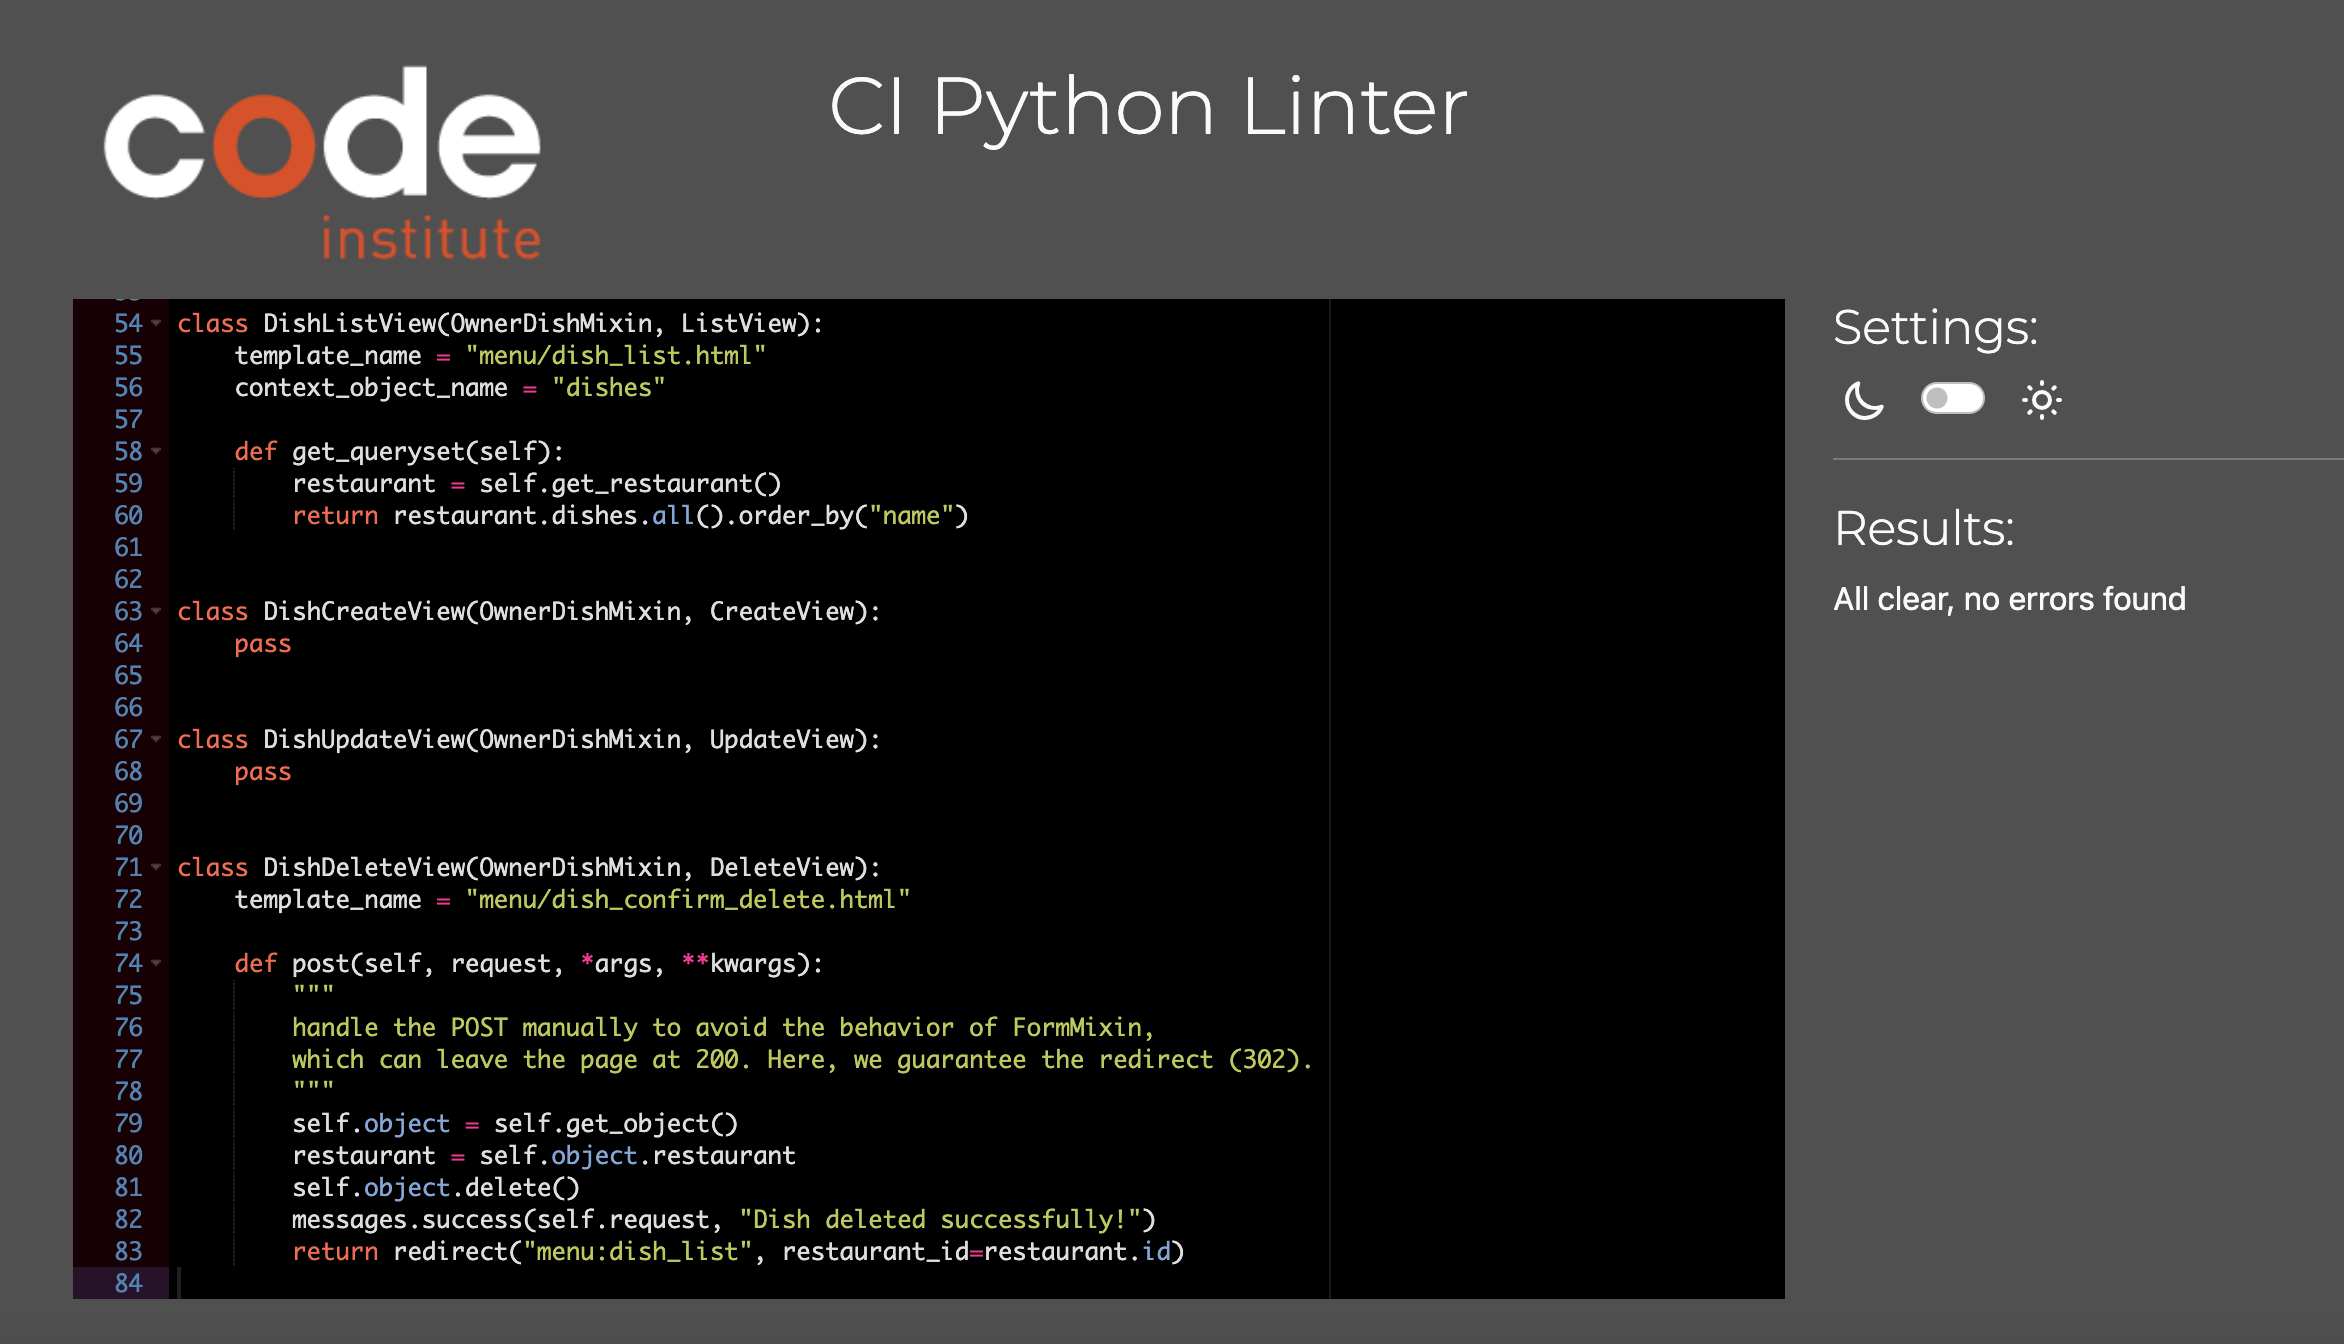 code
institute
CI Python Linter
54 class DishListView(OwnerDishMixin, ListView):
55     template_name = "menu/dish_list.html"
56     context_object_name = "dishes"
57
58     def get_queryset(self):
59         restaurant = self.get_restaurant()
60         return restaurant.dishes.all().order_by("name")
61
62
63 class DishCreateView(OwnerDishMixin, CreateView):
64     pass
65
66
67 class DishUpdateView(OwnerDishMixin, UpdateView):
68     pass
69
70
71 class DishDeleteView(OwnerDishMixin, DeleteView):
72     template_name = "menu/dish_confirm_delete.html"
73
74     def post(self, request, *args, **kwargs):
75         """
76         handle the POST manually to avoid the behavior of FormMixin,
77         which can leave the page at 200. Here, we guarantee the redirect (302).
78         """
79         self.object = self.get_object()
80         restaurant = self.object.restaurant
81         self.object.delete()
82         messages.success(self.request, "Dish deleted successfully!")
83         return redirect("menu:dish_list", restaurant_id=restaurant.id)
84
Settings:
Results:
All clear, no errors found